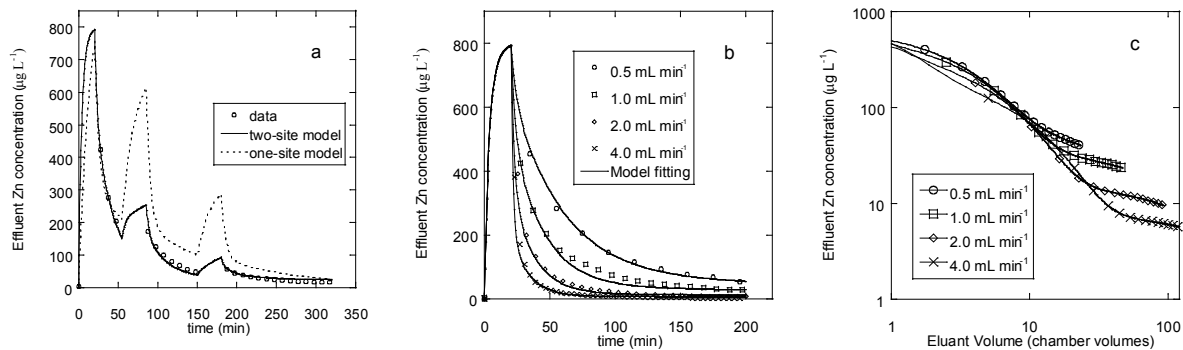 a
Effluent Zn concentration (µg L⁻¹)
800
700
600
500
400
300
200
100
0
data
two-site model
one-site model
0 50 100 150 200 250 300 350
time (min)
b
Effluent Zn concentration (µg L⁻¹)
800
600
400
200
0
0.5 mL min⁻¹
1.0 mL min⁻¹
2.0 mL min⁻¹
4.0 mL min⁻¹
Model fitting
0 50 100 150 200
time (min)
c
Effluent Zn concentration (µg L⁻¹)
1000
100
10
1
0.5 mL min⁻¹
1.0 mL min⁻¹
2.0 mL min⁻¹
4.0 mL min⁻¹
1 10 100
Eluant Volume (chamber volumes)